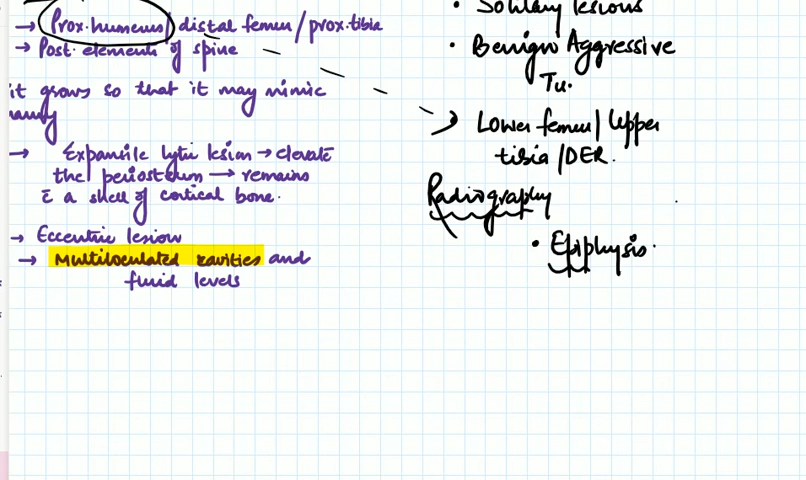 → Prox. humerus/ distal femur / prox. tibia
→ Post. elements of spine
it grows so that it may mimic
→ Expansile lytic lesion → elevate
the periosteum → remains
c̄ a shell of cortical bone.
→ Eccentric lesion
→ Multiloculated cavities and
fluid levels
• Solitary lesions
• Benign Aggressive
Tu.
Lower femur/ Upper
tibia / DER.
Radiography
• Epiphysis.